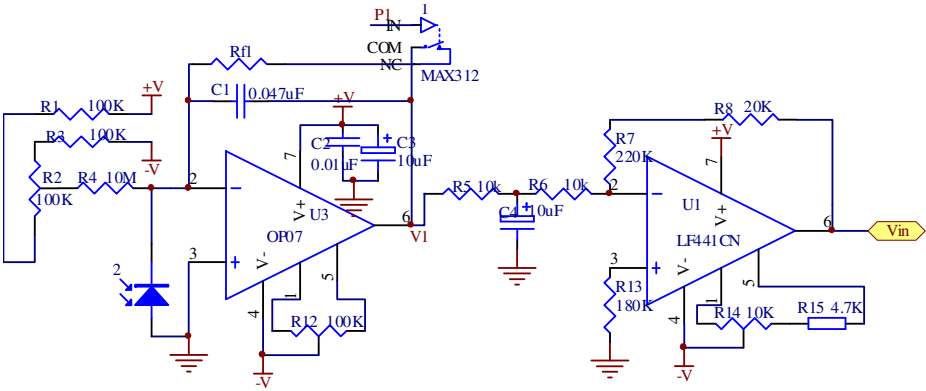 P1
1
IN
COM
NC
MAX312
Rf1
C1
0.047uF
+V
R1
100K
R3
100K
-V
R2
100K
R4
10M
2
3
2
+V
7
C2
0.01uF
C3
10uF
V+
U3
OP07
V-
6
V1
4
1
5
R12
100K
-V
R5
10k
R6
10k
C4
10uF
R7
220K
R8
20K
+V
7
2
3
V+
U1
LF441CN
V-
6
Vin
R13
180K
4
1
5
R14
10K
R15
4.7K
-V